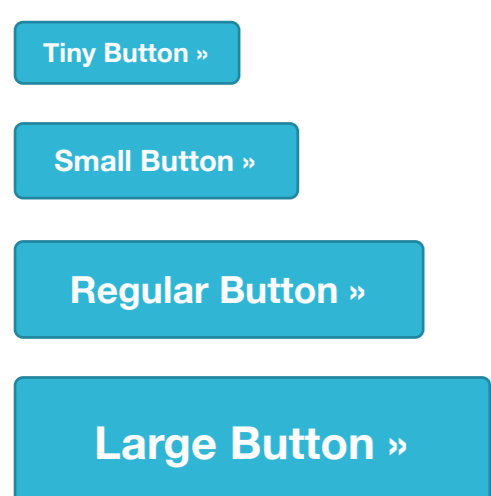 Tiny Button »
Small Button »
Regular Button »
Large Button »